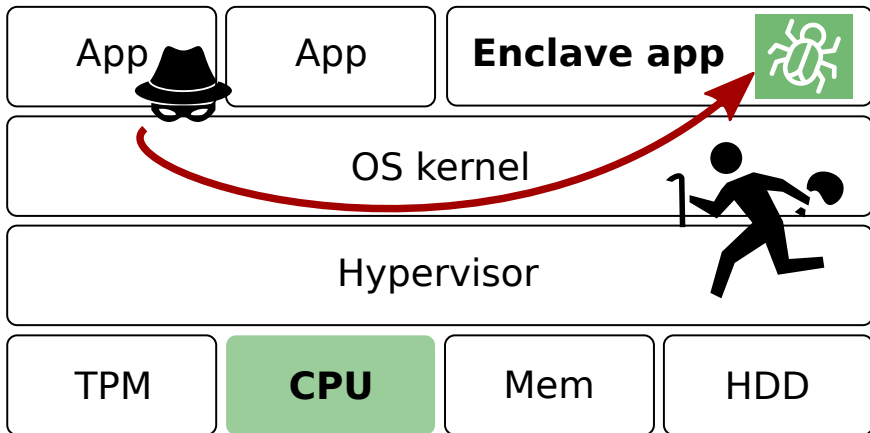 App
App
Enclave app
OS kernel
Hypervisor
TPM
CPU
Mem
HDD